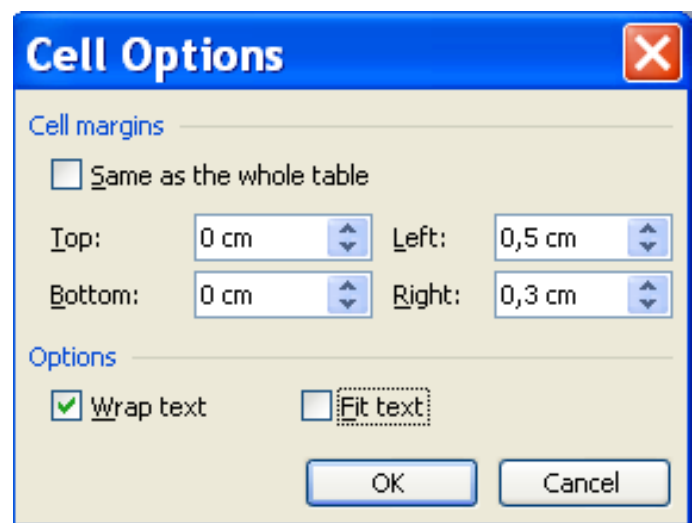 Cell Options
Cell margins
Same as the whole table
Top: 0 cm Left: 0,5 cm
Bottom: 0 cm Right: 0,3 cm
Options
Wrap text Fit text
OK Cancel